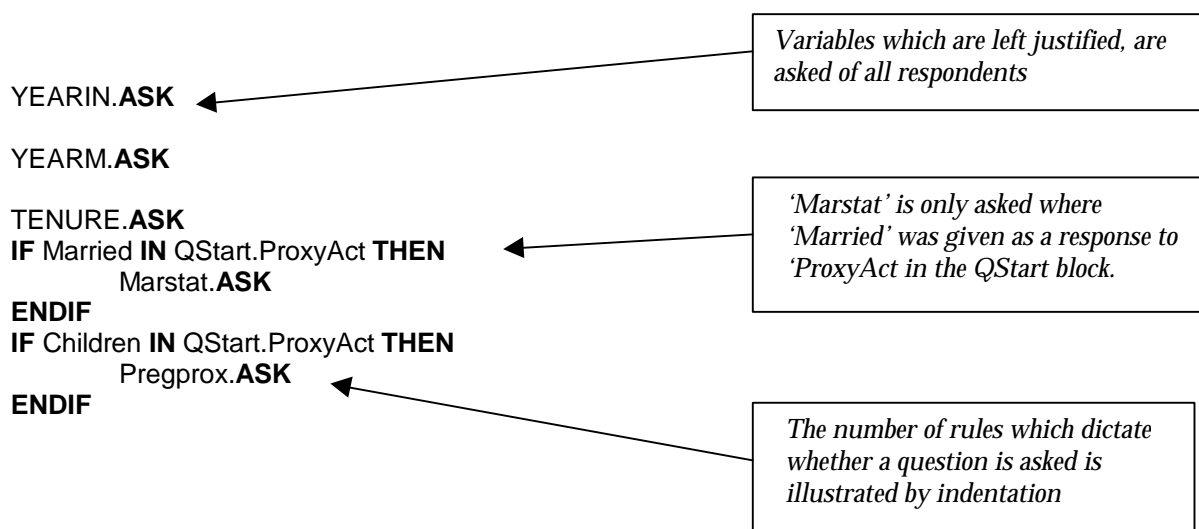 Variables which are left justified, are
asked of all respondents
YEARIN.ASK
YEARM.ASK
TENURE.ASK
IF Married IN QStart.ProxyAct THEN
Marstat.ASK
ENDIF
IF Children IN QStart.ProxyAct THEN
Pregprox.ASK
ENDIF
‘Marstat’ is only asked where
‘Married’ was given as a response to
‘ProxyAct in the QStart block.
The number of rules which dictate
whether a question is asked is
illustrated by indentation